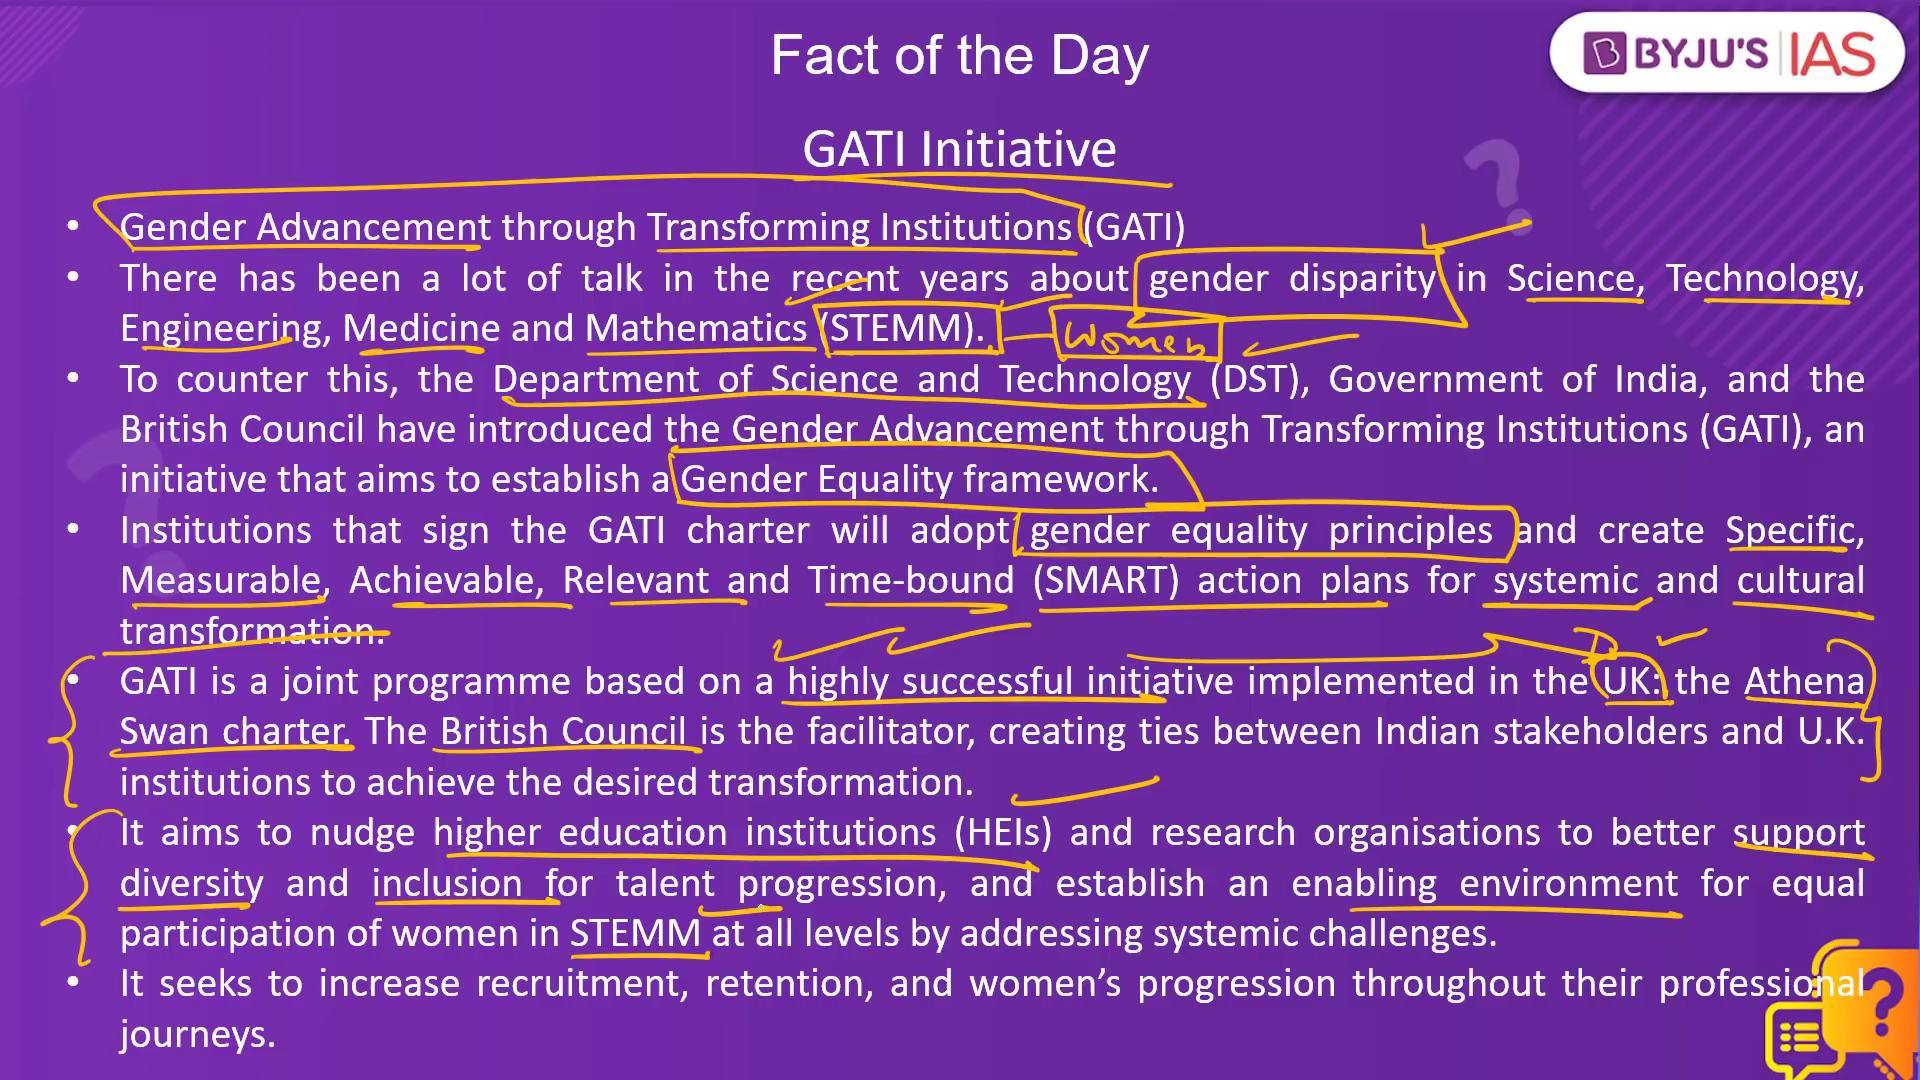 Fact of the Day
BYJU'S IAS
GATI Initiative
• Gender Advancement through Transforming Institutions (GATI)
• There has been a lot of talk in the recent years about gender disparity in Science, Technology,
Engineering, Medicine and Mathematics (STEMM). Women
• To counter this, the Department of Science and Technology (DST), Government of India, and the
British Council have introduced the Gender Advancement through Transforming Institutions (GATI), an
initiative that aims to establish a Gender Equality framework.
• Institutions that sign the GATI charter will adopt gender equality principles and create Specific,
Measurable, Achievable, Relevant and Time-bound (SMART) action plans for systemic and cultural
transformation.
• GATI is a joint programme based on a highly successful initiative implemented in the UK: the Athena
Swan charter. The British Council is the facilitator, creating ties between Indian stakeholders and U.K.
institutions to achieve the desired transformation.
• It aims to nudge higher education institutions (HEIs) and research organisations to better support
diversity and inclusion for talent progression, and establish an enabling environment for equal
participation of women in STEMM at all levels by addressing systemic challenges.
• It seeks to increase recruitment, retention, and women’s progression throughout their professional
journeys.